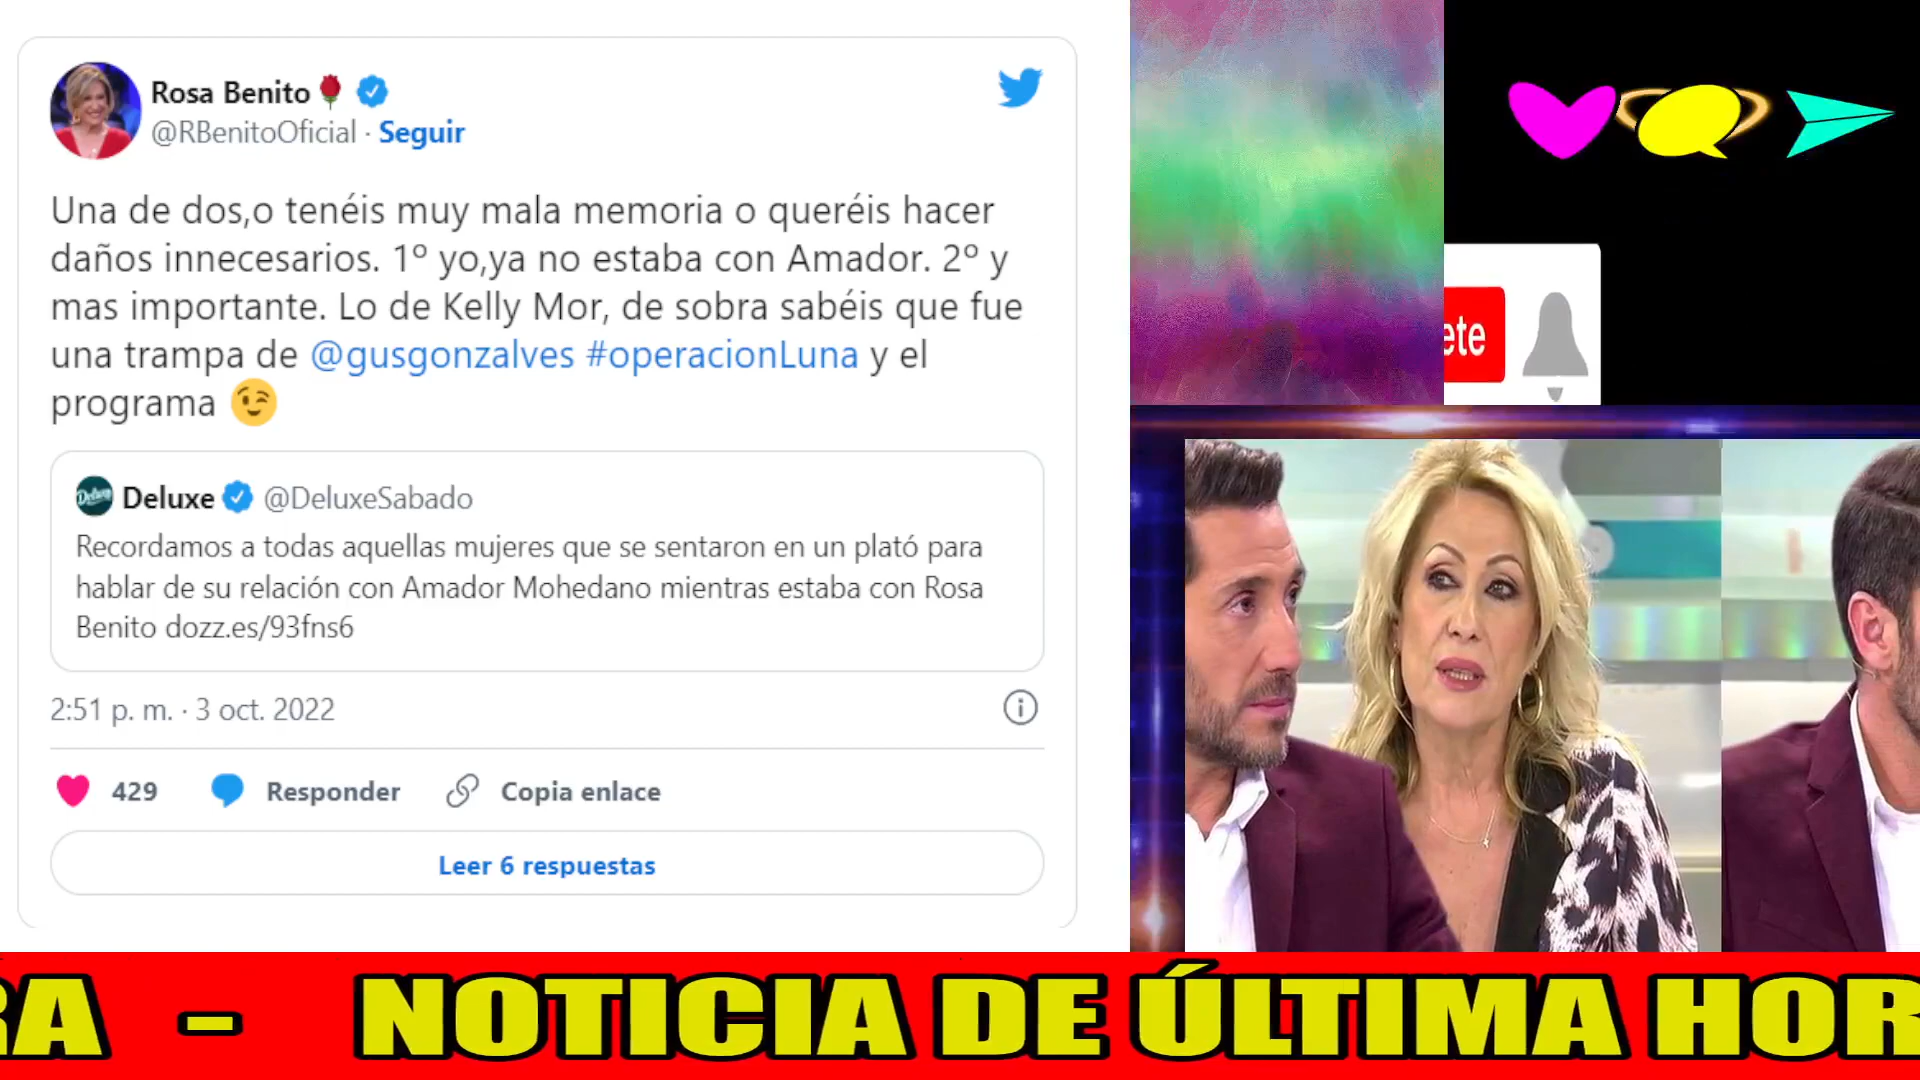 Rosa Benito
@RBenitoOficial · Seguir
Una de dos,o tenéis muy mala memoria o queréis hacer
daños innecesarios. 1º yo,ya no estaba con Amador. 2º y
mas importante. Lo de Kelly Mor, de sobra sabéis que fue
una trampa de @gusgonzalves #operacionLuna y el
programa
Deluxe
Deluxe @DeluxeSabado
Recordamos a todas aquellas mujeres que se sentaron en un plató para
hablar de su relación con Amador Mohedano mientras estaba con Rosa
Benito dozz.es/93fns6
2:51 p. m. · 3 oct. 2022
429 Responder Copia enlace
Leer 6 respuestas
ete
RA - NOTICIA DE ÚLTIMA HOR